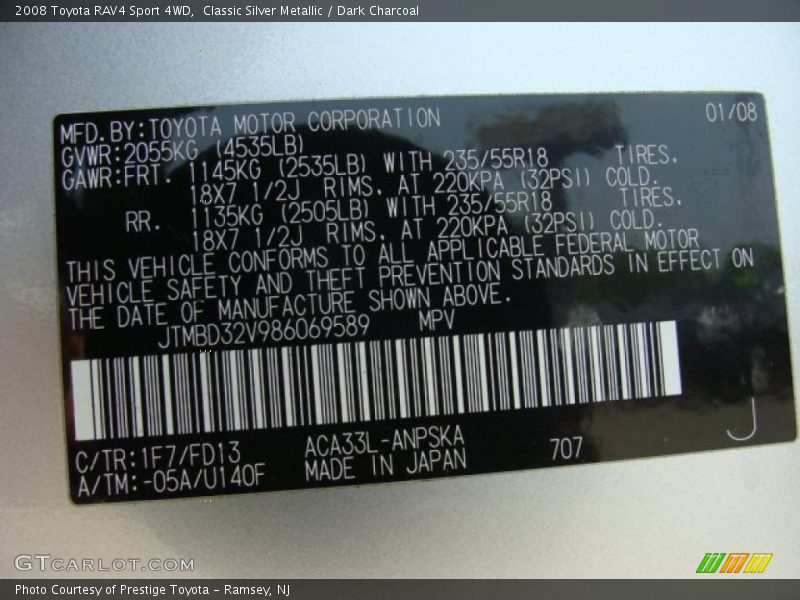 2008 Toyota RAV4 Sport 4WD,  Classic Silver Metallic / Dark Charcoal
01/08
MFD.BY:TOYOTA MOTOR CORPORATION
GVWR:2055KG (4535LB)
GAWR:FRT. 1145KG (2535LB) WITH 235/55R18 TIRES.
18X7 1/2J RIMS, AT 220KPA (32PSI) COLD.
RR. 1135KG (2505LB) WITH 235/55R18 TIRES.
18X7 1/2J RIMS, AT 220KPA (32PSI) COLD.
THIS VEHICLE CONFORMS TO ALL APPLICABLE FEDERAL MOTOR
VEHICLE SAFETY AND THEFT PREVENTION STANDARDS IN EFFECT ON
THE DATE OF MANUFACTURE SHOWN ABOVE.
JTMBD32V986069589 MPV
C/TR:1F7/FD13 ACA33L-ANPSKA 707 J
A/TM:-05A/U140F MADE IN JAPAN
GTCARLOT.COM
Photo Courtesy of Prestige Toyota - Ramsey, NJ